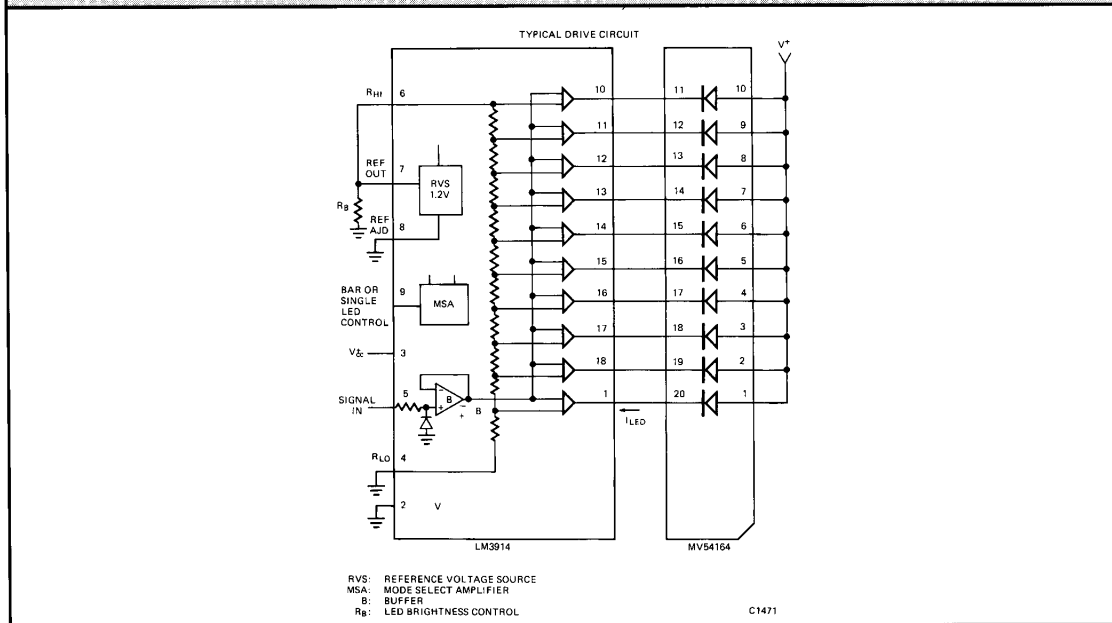 TYPICAL DRIVE CIRCUIT
V+
RHI 6
10 11 10
11 12 9
12 13 8
REF OUT 7
RVS 1.2V
13 14 7
RB
REF AJD 8
14 15 6
15 16 5
BAR OR SINGLE LED CONTROL
9
MSA
16 17 4
17 18 3
3
18 19 2
SIGNAL IN
5
B
B
1 20 1
ILED
RLO 4
2 V
LM3914
MV54164
RVS: REFERENCE VOLTAGE SOURCE
MSA: MODE SELECT AMPLIFIER
B: BUFFER
RB: LED BRIGHTNESS CONTROL
C1471